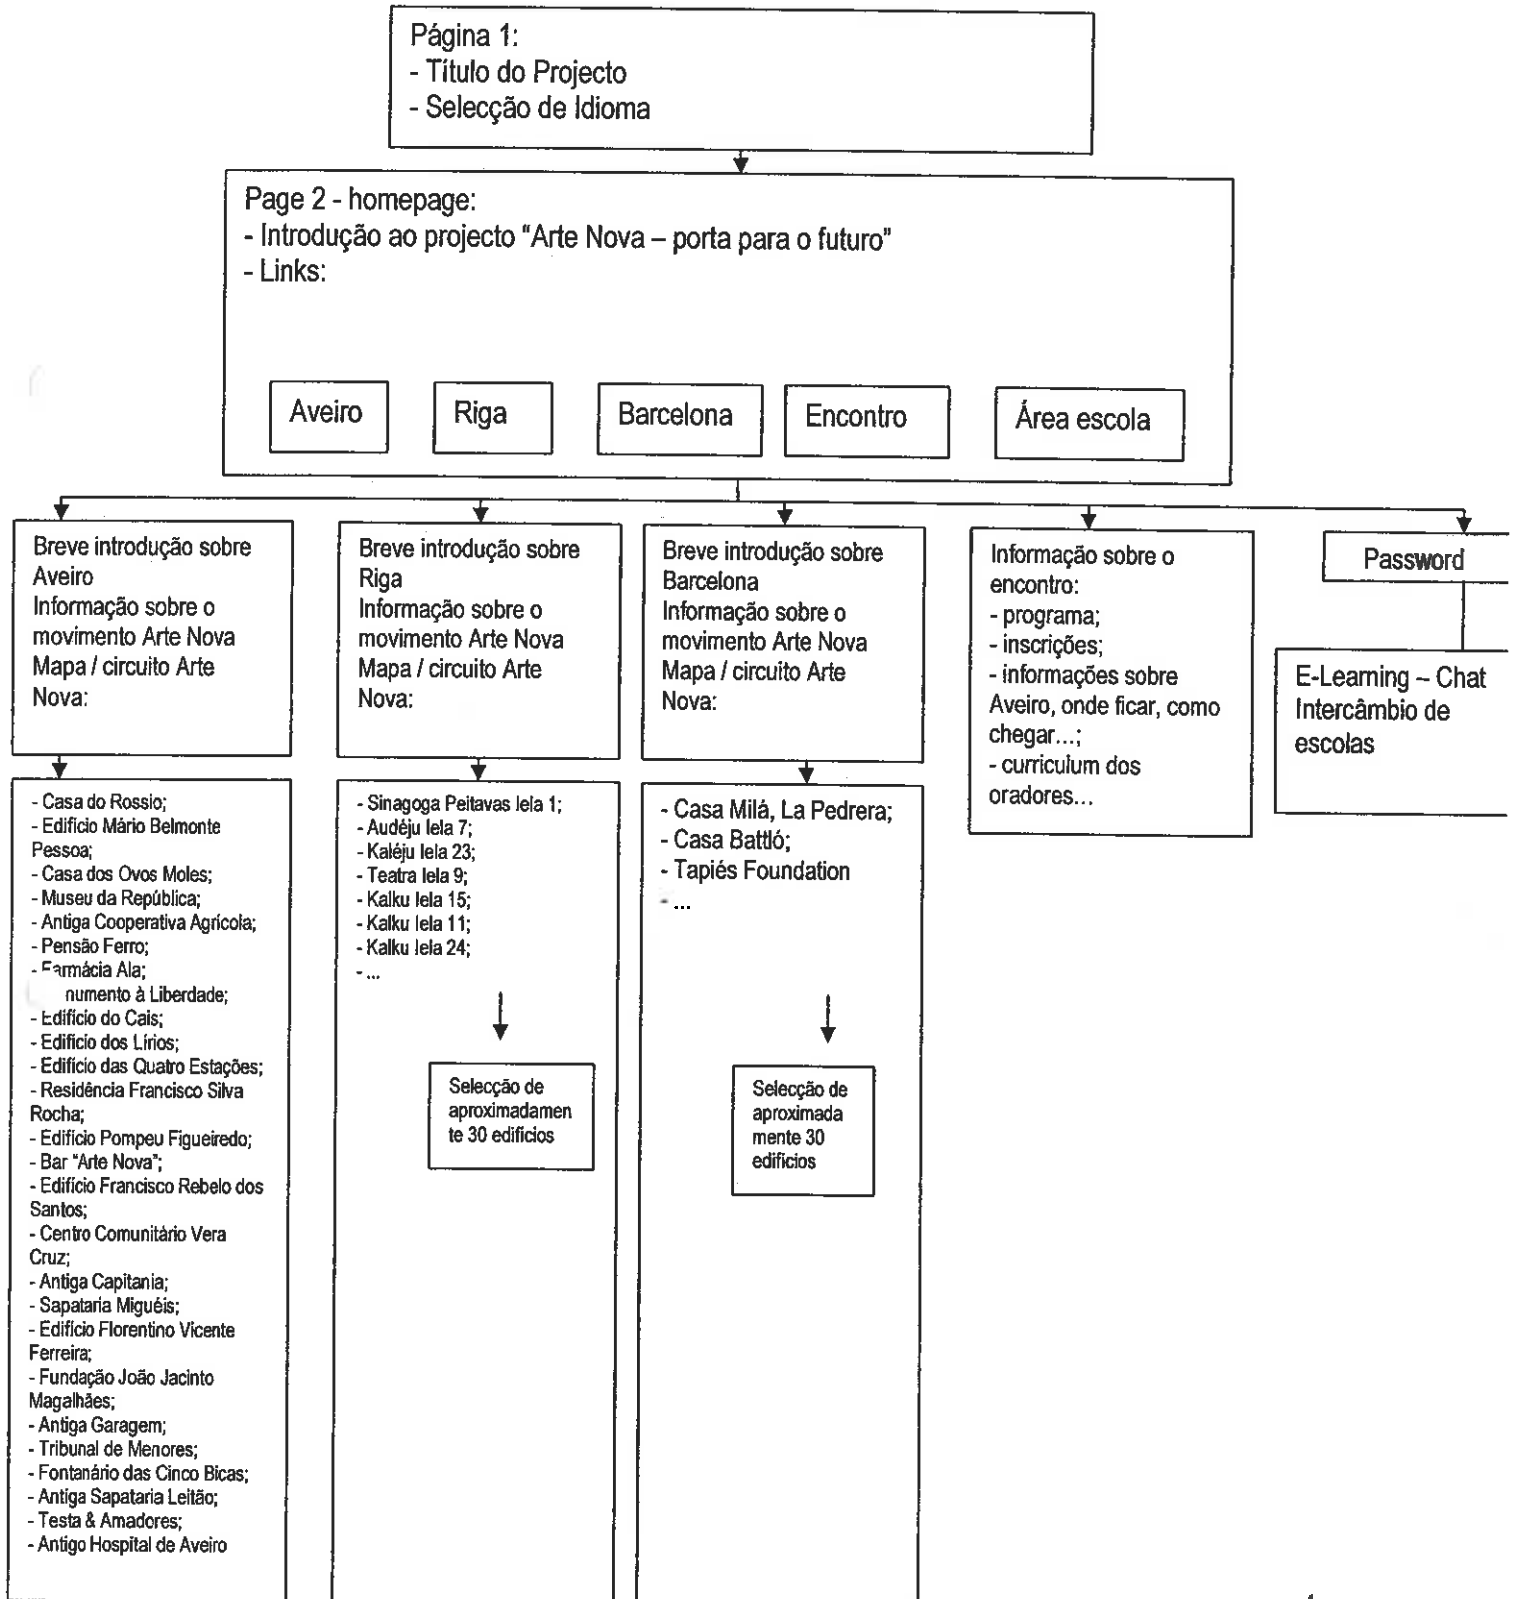 Página 1:
- Título do Projecto
- Selecção de Idioma
Page 2 - homepage:
- Introdução ao projecto “Arte Nova – porta para o futuro”
- Links:
Aveiro
Riga
Barcelona
Encontro
Área escola
Breve introdução sobre
Aveiro
Informação sobre o
movimento Arte Nova
Mapa / circuito Arte
Nova:
Breve introdução sobre
Riga
Informação sobre o
movimento Arte Nova
Mapa / circuito Arte
Nova:
Breve introdução sobre
Barcelona
Informação sobre o
movimento Arte Nova
Mapa / circuito Arte
Nova:
Informação sobre o
encontro:
- programa;
- inscrições;
- informações sobre
Aveiro, onde ficar, como
chegar...;
- curriculum dos
oradores...
Password
E-Learning – Chat
Intercâmbio de
escolas
- Casa do Rossio;
- Edifício Mário Belmonte
Pessoa;
- Casa dos Ovos Moles;
- Museu da República;
- Antiga Cooperativa Agrícola;
- Pensão Ferro;
- Farmácia Ala;
numento à Liberdade;
- Edifício do Cais;
- Edifício dos Lírios;
- Edifício das Quatro Estações;
- Residência Francisco Silva
Rocha;
- Edifício Pompeu Figueiredo;
- Bar “Arte Nova”;
- Edifício Francisco Rebelo dos
Santos;
- Centro Comunitário Vera
Cruz;
- Antiga Capitania;
- Sapataria Miguéis;
- Edifício Florentino Vicente
Ferreira;
- Fundação João Jacinto
Magalhães;
- Antiga Garagem;
- Tribunal de Menores;
- Fontanário das Cinco Bicas;
- Antiga Sapataria Leitão;
- Testa & Amadores;
- Antigo Hospital de Aveiro
- Sinagoga Peitavas Iela 1;
- Audéju Iela 7;
- Kaléju Iela 23;
- Teatra Iela 9;
- Kalku Iela 15;
- Kalku Iela 11;
- Kalku Iela 24;
- ...
Selecção de
aproximadamen
te 30 edifícios
- Casa Milá, La Pedrera;
- Casa Battló;
- Tapiés Foundation
- ...
Selecção de
aproximada
mente 30
edifícios